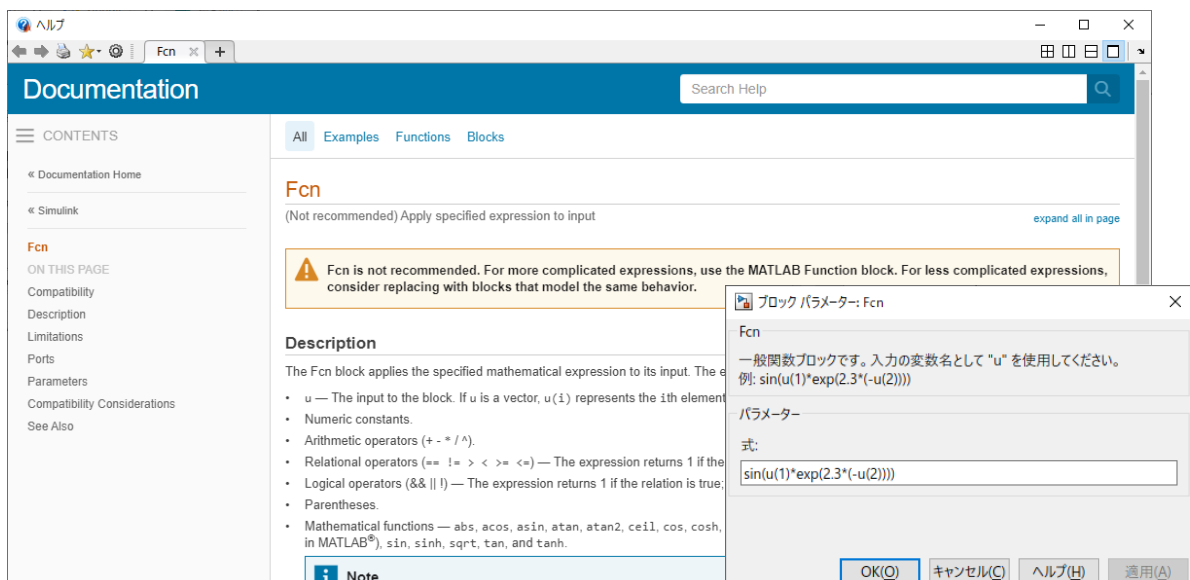 ヘルプ
Fcn
Documentation
Search Help
CONTENTS
All Examples Functions Blocks
« Documentation Home
« Simulink
Fcn
ON THIS PAGE
Compatibility
Description
Limitations
Ports
Parameters
Compatibility Considerations
See Also
Fcn
(Not recommended) Apply specified expression to input
expand all in page
Fcn is not recommended. For more complicated expressions, use the MATLAB Function block. For less complicated expressions,
consider replacing with blocks that model the same behavior.
Description
The Fcn block applies the specified mathematical expression to its input. The e
• u — The input to the block. If u is a vector, u(i) represents the ith element
• Numeric constants.
• Arithmetic operators (+ - * / ^).
• Relational operators (== != > < >= <=) — The expression returns 1 if the
• Logical operators (&& || !) — The expression returns 1 if the relation is true;
• Parentheses.
• Mathematical functions — abs, acos, asin, atan, atan2, ceil, cos, cosh,
in MATLAB®), sin, sinh, sqrt, tan, and tanh.
Note
ブロック パラメーター: Fcn
Fcn
一般関数ブロックです。入力の変数名として "u" を使用してください。
例: sin(u(1)*exp(2.3*(-u(2))))
パラメーター
式:
sin(u(1)*exp(2.3*(-u(2))))
OK(O) キャンセル(C) ヘルプ(H) 適用(A)